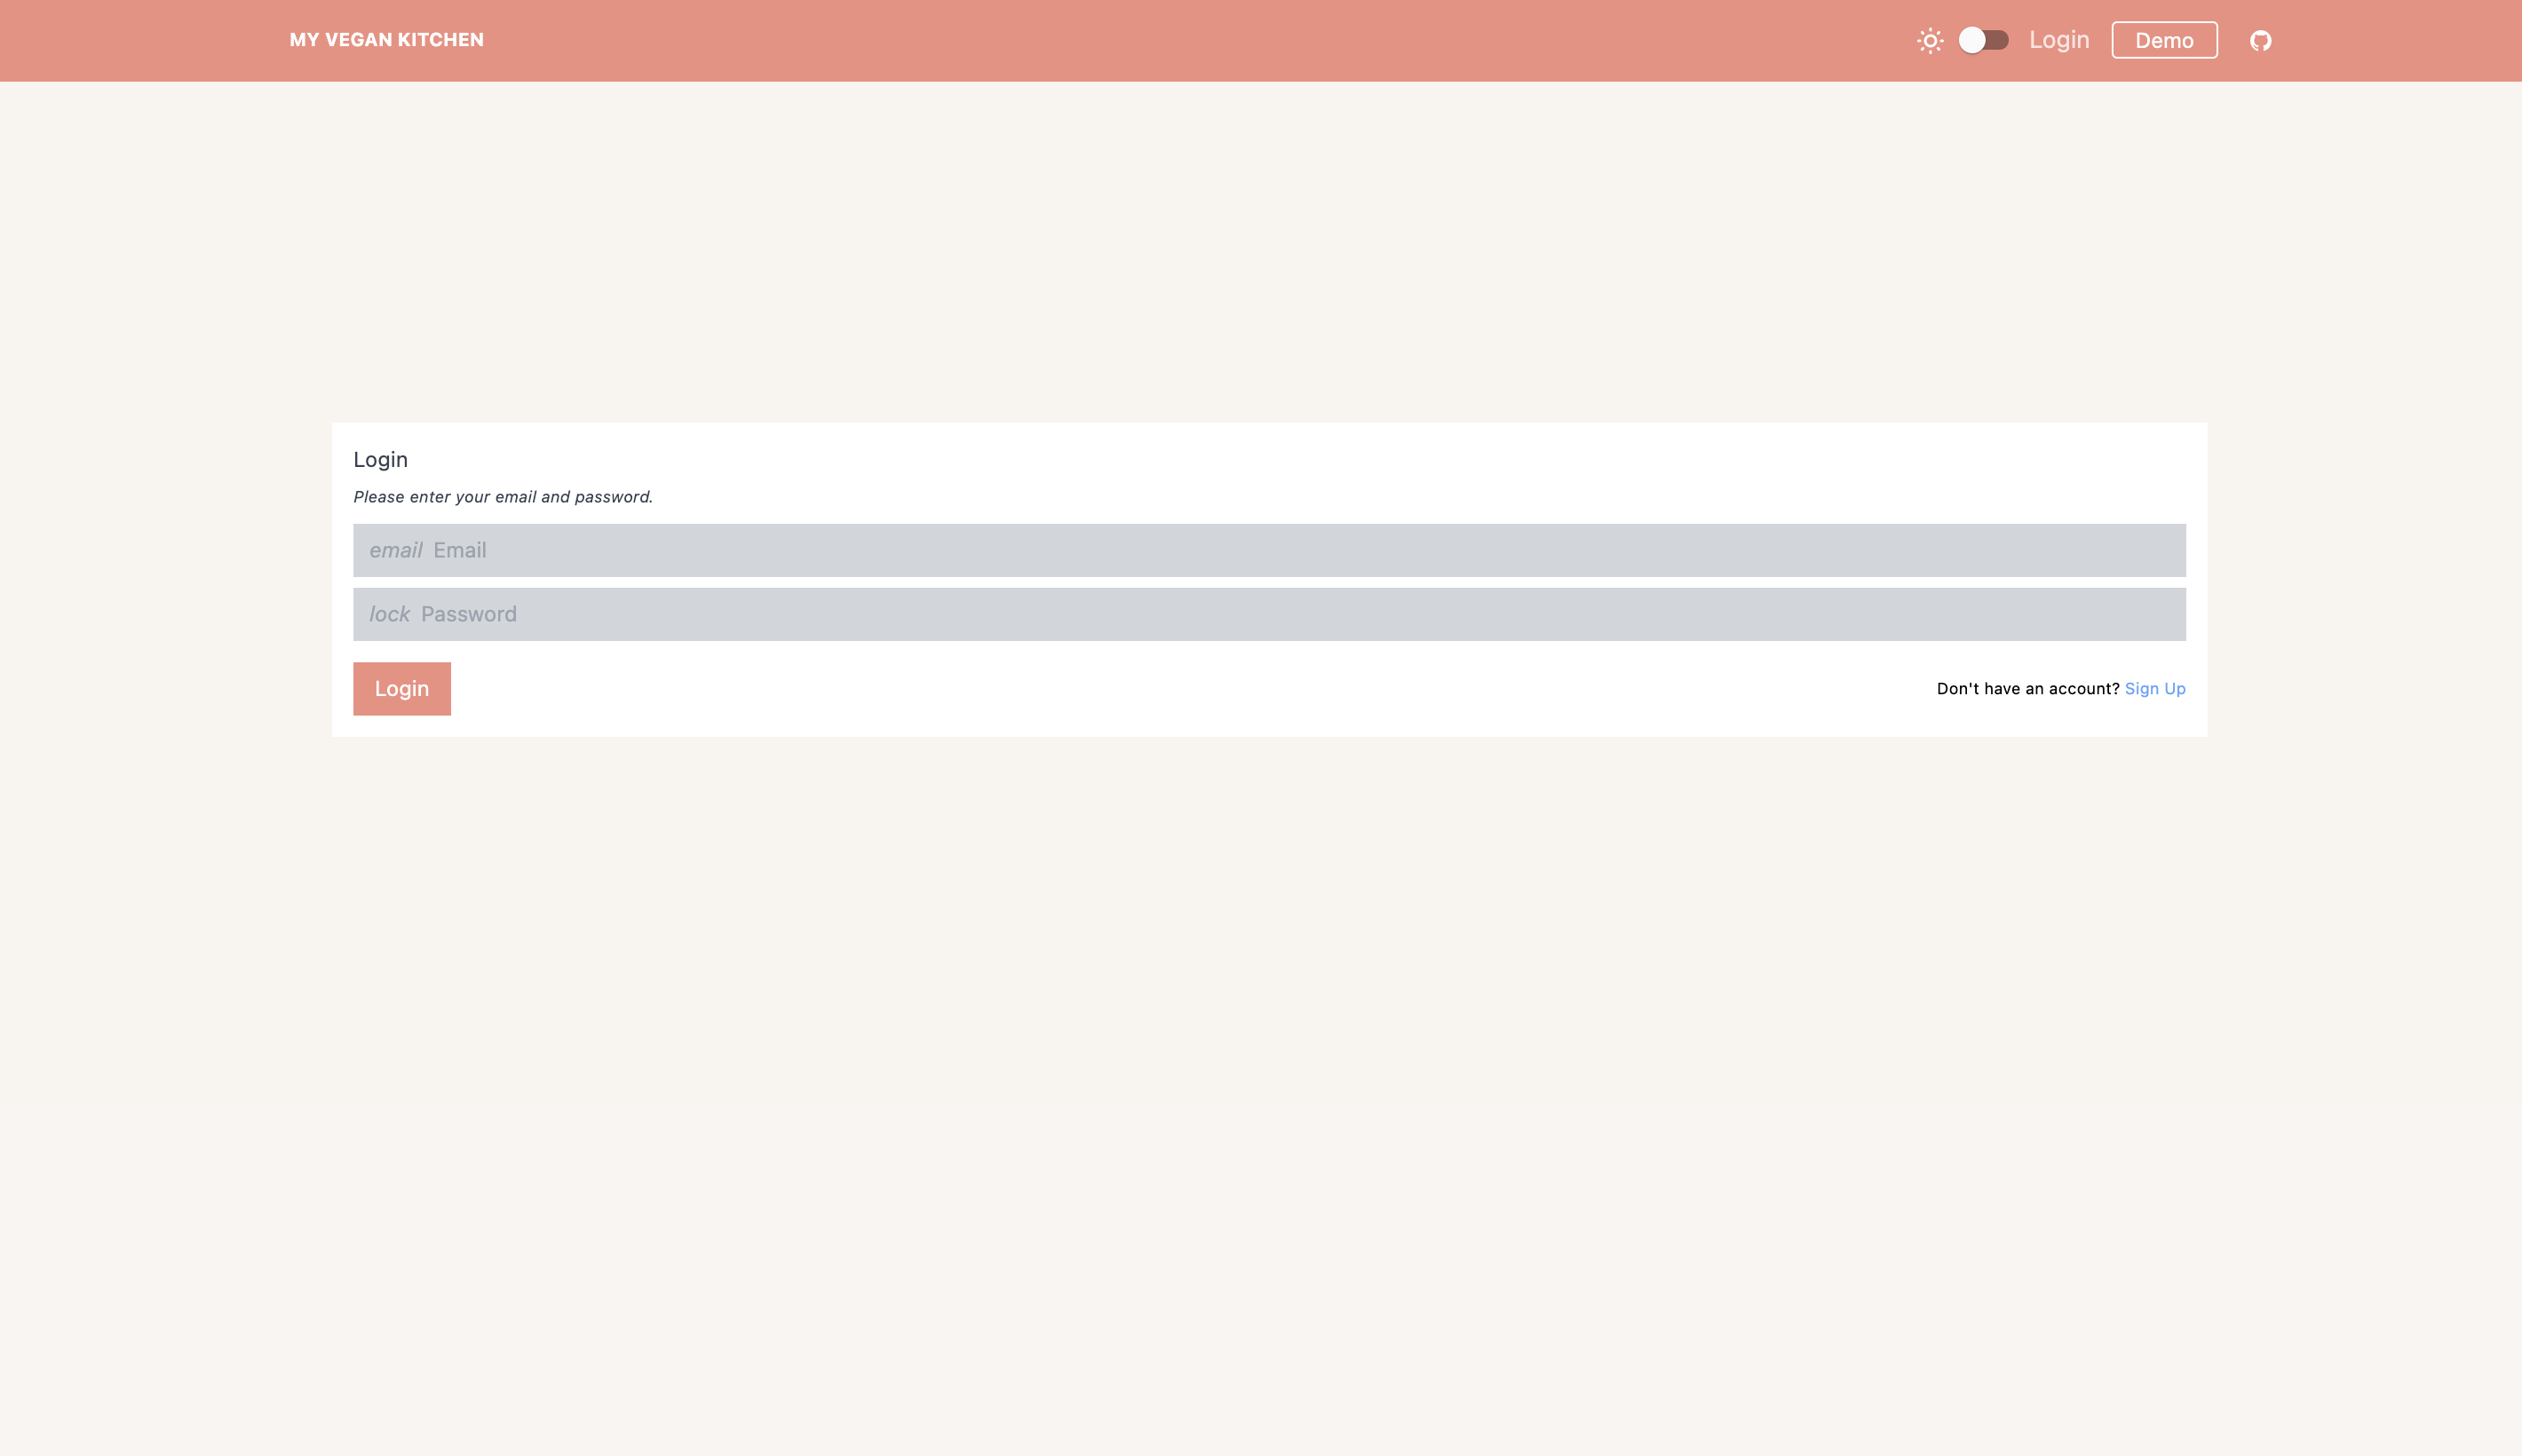 MY VEGAN KITCHEN
Login
Demo
Login
Please enter your email and password.
email Email
lock Password
Login
Don't have an account? Sign Up